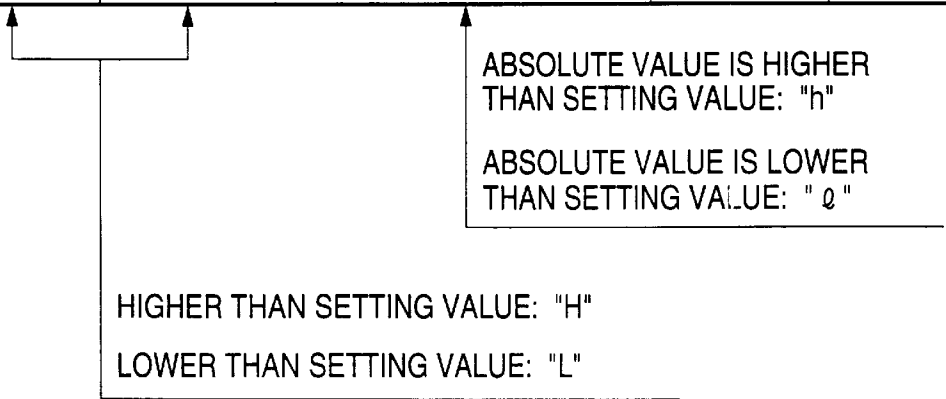 ABSOLUTE VALUE IS HIGHER
THAN SETTING VALUE: "h"
ABSOLUTE VALUE IS LOWER
THAN SETTING VALUE: "ℓ"
HIGHER THAN SETTING VALUE: "H"
LOWER THAN SETTING VALUE: "L"